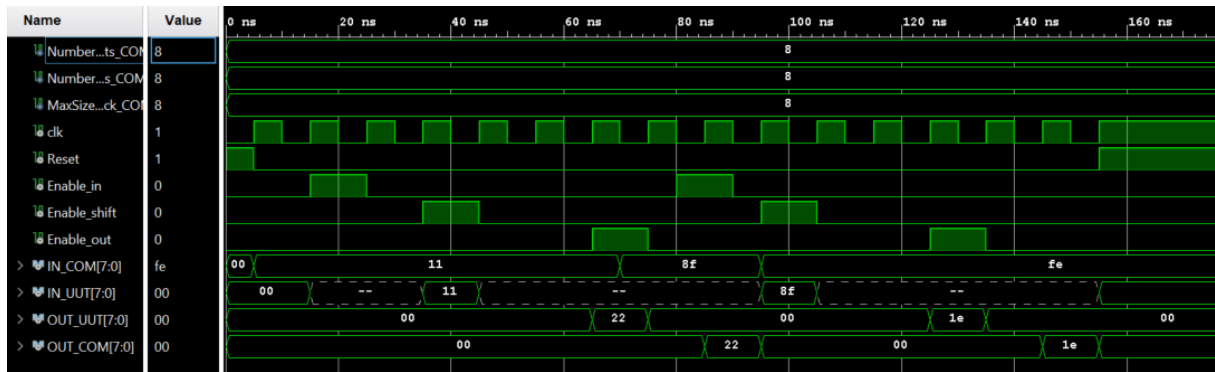 Name Value 0 ns 20 ns 40 ns 60 ns 80 ns 100 ns 120 ns 140 ns 160 ns
Number...ts_COM 8 8
Number...s_COM 8 8
MaxSize...ck_COM 8 8
clk 1
Reset 1
Enable_in 0
Enable_shift 0
Enable_out 0
> IN_COM[7:0] fe 00 11 8f fe
> IN_UUT[7:0] 00 00 -- 11 -- 8f --
> OUT_UUT[7:0] 00 00 22 00 1e 00
> OUT_COM[7:0] 00 00 22 00 1e